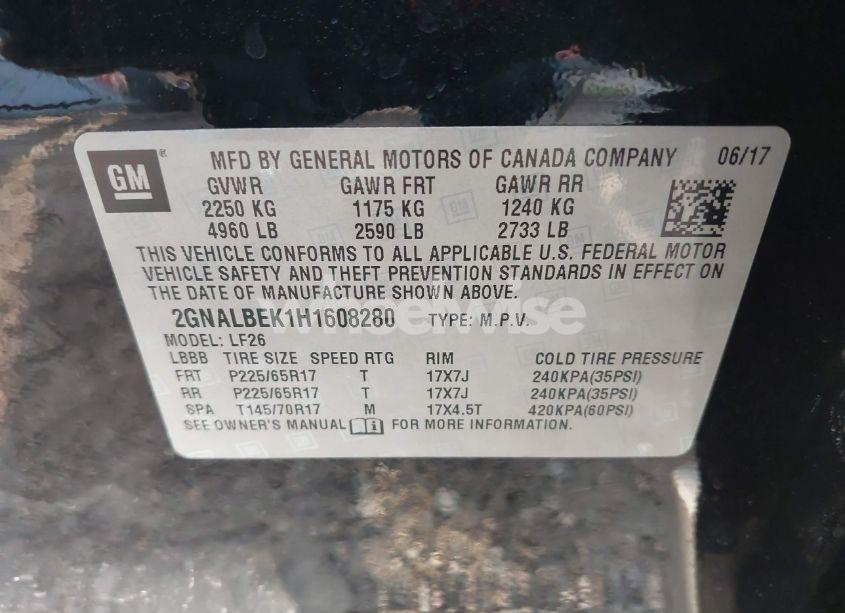 GM ® MFD BY GENERAL MOTORS OF CANADA COMPANY 06/17
GVWR GAWR FRT GAWR RR
2250 KG 1175 KG 1240 KG
4960 LB 2590 LB 2733 LB
THIS VEHICLE CONFORMS TO ALL APPLICABLE U.S. FEDERAL MOTOR
VEHICLE SAFETY AND THEFT PREVENTION STANDARDS IN EFFECT ON
THE DATE OF MANUFACTURE SHOWN ABOVE.
wheelwise
2GNALBEK1H1608280 TYPE: M.P.V.
MODEL: LF26
LBBB TIRE SIZE SPEED RTG RIM COLD TIRE PRESSURE
FRT P225/65R17 T 17X7J 240KPA(35PSI)
RR P225/65R17 T 17X7J 240KPA(35PSI)
SPA T145/70R17 M 17X4.5T 420KPA(60PSI)
SEE OWNER'S MANUAL i FOR MORE INFORMATION.